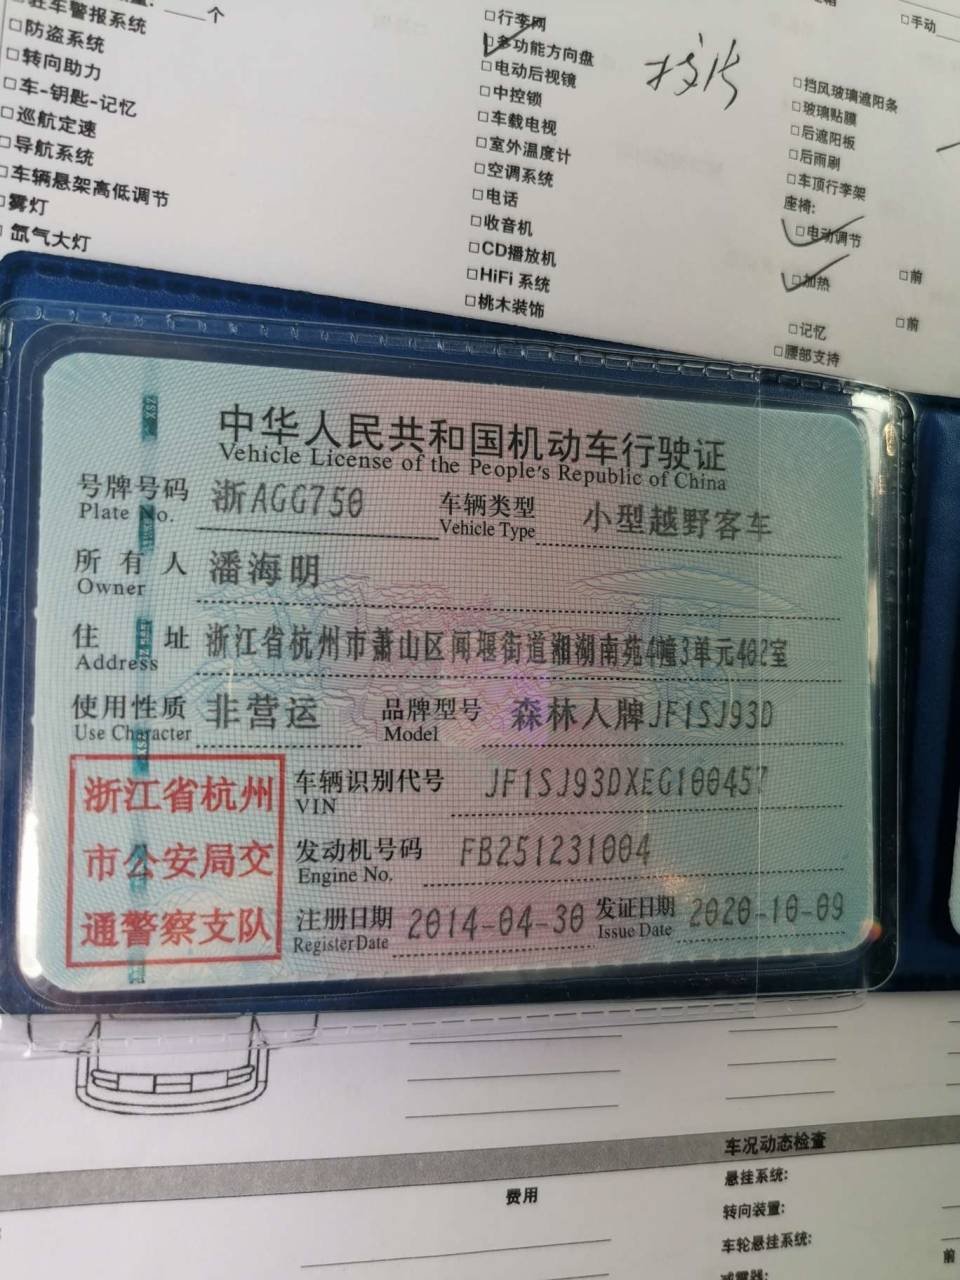 驻车警报系统 ____个
□防盗系统
□转向助力
□车-钥匙-记忆
□巡航定速
□导航系统
□车辆悬架高低调节
雾灯
氙气大灯
□行李网
□多功能方向盘
□电动后视镜
□中控锁
□车载电视
□室外温度计
□空调系统
□电话
□收音机
□CD播放机
□HiFi 系统
□桃木装饰
□手动
□挡风玻璃遮阳条
□玻璃贴膜
□后遮阳板
□后雨刷
□车顶行李架
座椅:
□电动调节
□加热 □前
□前
□记忆
□腰部支持
中华人民共和国机动车行驶证
Vehicle License of the People's Republic of China
号牌号码 浙AGG750 车辆类型 小型越野客车
Plate No. Vehicle Type
所有人 潘海明
Owner
住址 浙江省杭州市萧山区闻堰街道湘湖南苑4幢3单元402室
Address
使用性质 非营运 品牌型号 森林人牌JF1SJ93D
Use Character Model
浙江省杭州
市公安局交
通警察支队
车辆识别代号 JF1SJ93DXEG100457
VIN
发动机号码 FB251231004
Engine No.
注册日期 2014-04-30 发证日期 2020-10-09
Register Date Issue Date
车况动态检查
费用
悬挂系统:
转向装置:
车轮悬挂系统:
前
减震器: